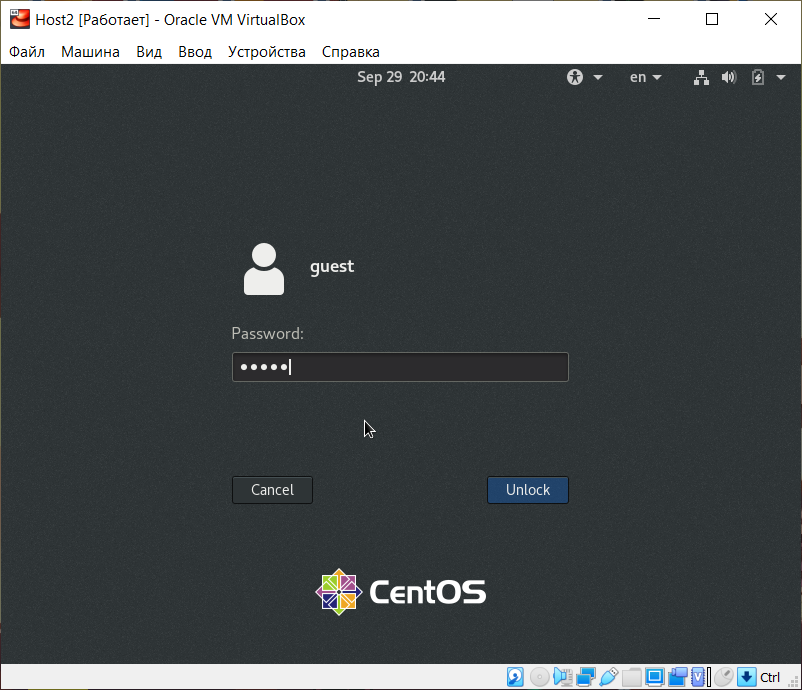 Host2 [Работает] - Oracle VM VirtualBox
Файл Машина Вид Ввод Устройства Справка
Sep 29 20:44 en
guest
Password:
Cancel Unlock
CentOS
Ctrl